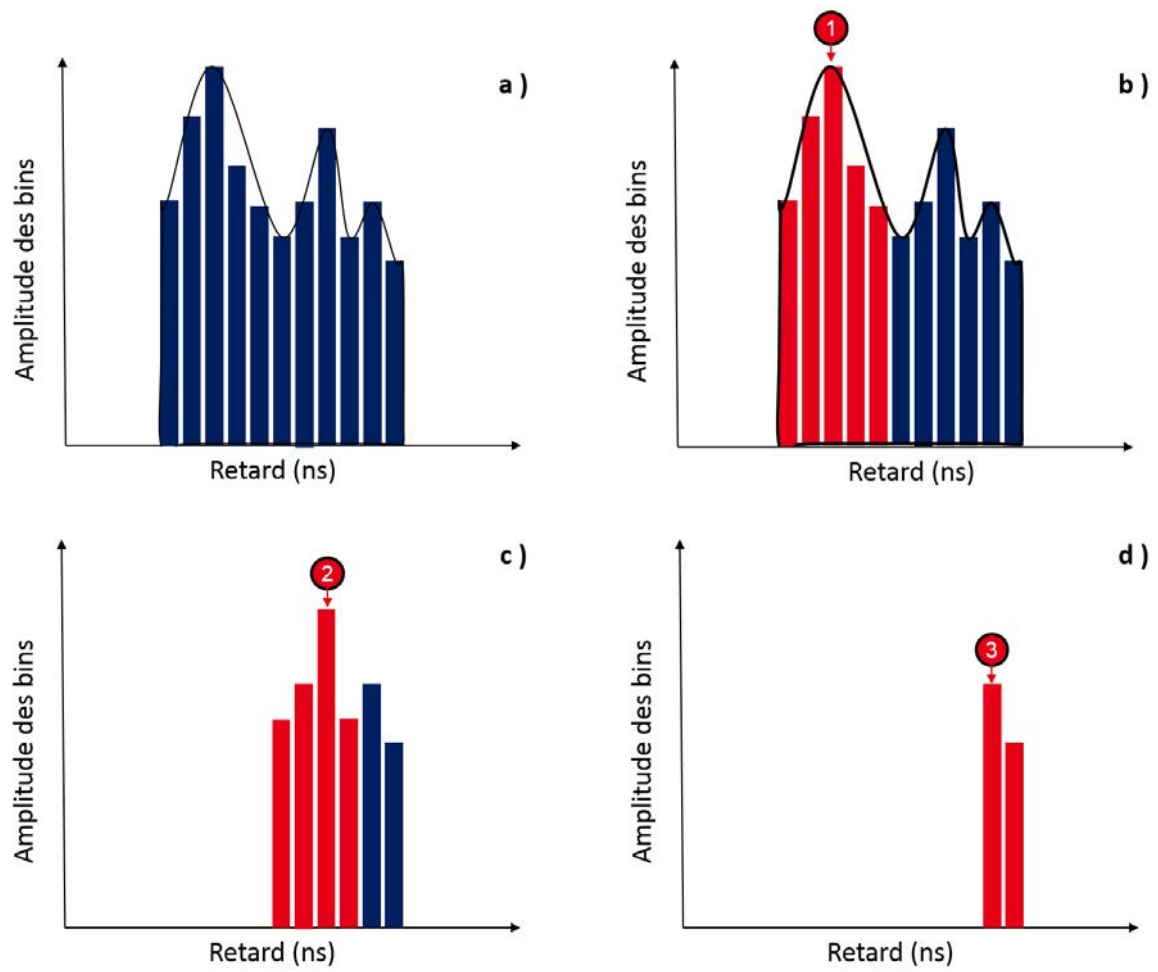 1
a )
b )
Amplitude des bins
Amplitude des bins
Retard (ns)
Retard (ns)
c )
d )
2
3
Amplitude des bins
Amplitude des bins
Retard (ns)
Retard (ns)